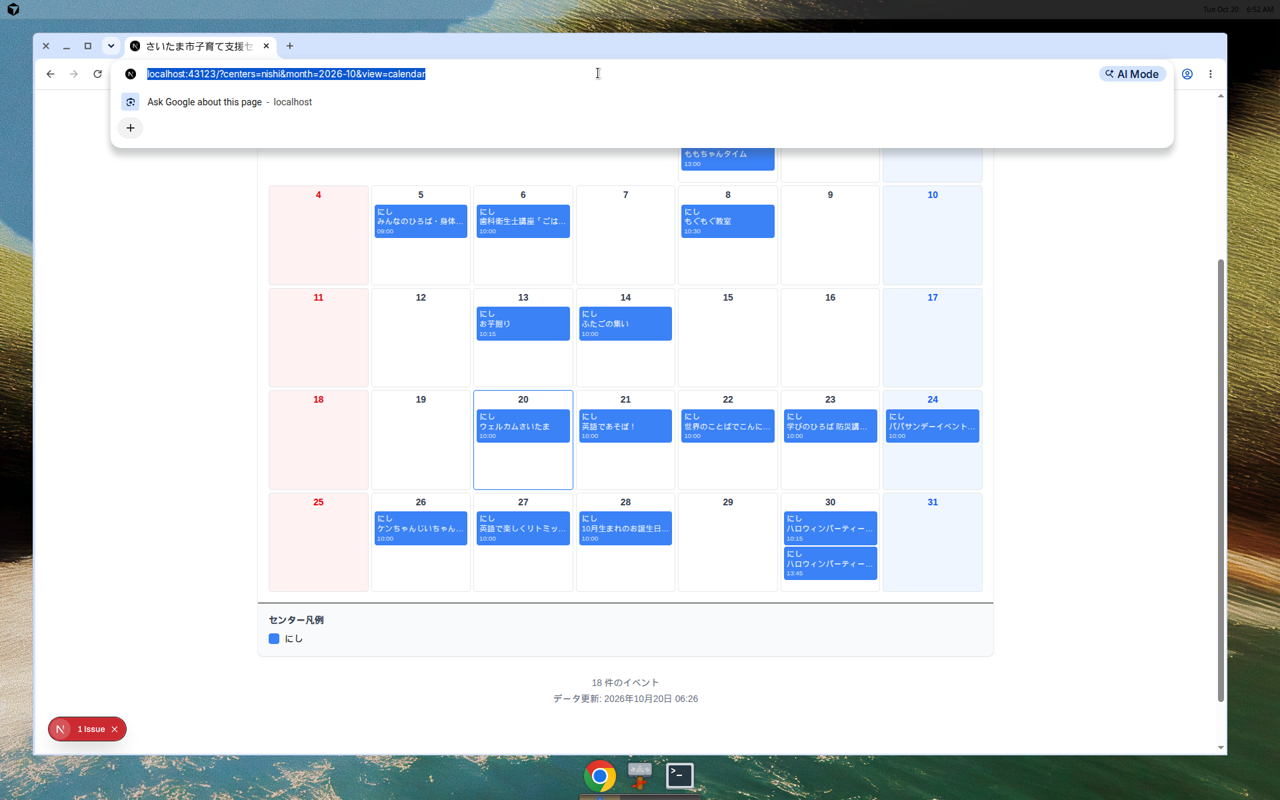 Tue Oct 20 6:52 AM
さいたま市子育て支援セ
localhost:43123/?centers=nishi&month=2026-10&view=calendar
AI Mode
Ask Google about this page - localhost
ももちゃんタイム
13:00
4 5 6 7 8 9 10
にし
みんなのひろば・身体…
09:00
にし
歯科衛生士講座「ごは…
10:00
にし
もぐもぐ教室
10:30
11 12 13 14 15 16 17
にし
お芋掘り
10:15
にし
ふたごの集い
10:00
18 19 20 21 22 23 24
にし
ウェルカムさいたま
10:00
にし
英語であそぼ！
10:00
にし
世界のことばでこんに…
10:00
にし
学びのひろば 防災講…
10:00
にし
パパサンデーイベント…
10:00
25 26 27 28 29 30 31
にし
ケンちゃんじいちゃん…
10:00
にし
英語で楽しくリトミッ…
10:00
にし
10月生まれのお誕生日…
10:00
にし
ハロウィンパーティー…
10:15
にし
ハロウィンパーティー…
13:45
センター凡例
にし
18 件のイベント
データ更新: 2026年10月20日 06:26
N 1 Issue